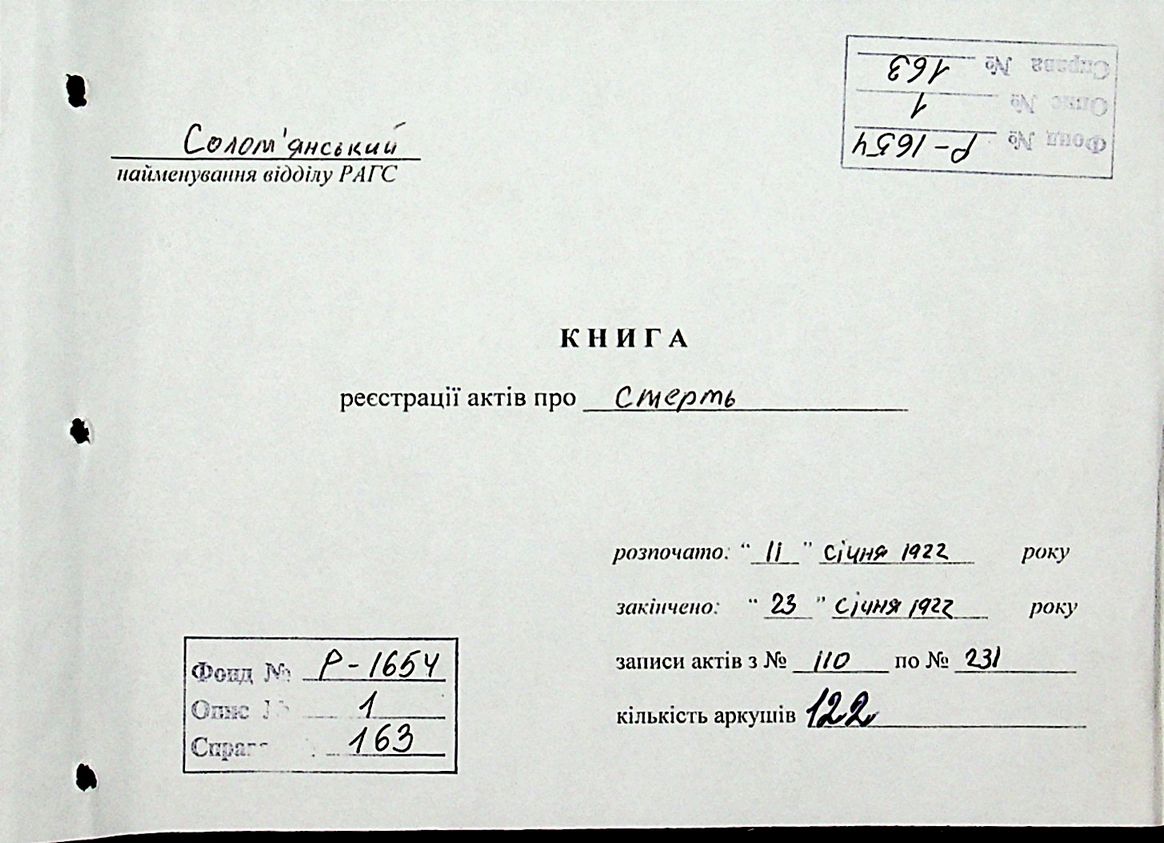 Солом'янський
найменування відділу РАГС
Справа № 163
Опис № 1
Фонд № Р-1654
КНИГА
реєстрації актів про смерть
розпочато: “ 11 ” січня 1922 року
закінчено: “ 23 ” січня 1922 року
записи актів з № 110 по № 231
кількість аркушів 122
Фонд № Р-1654
Опис № 1
Справа 163